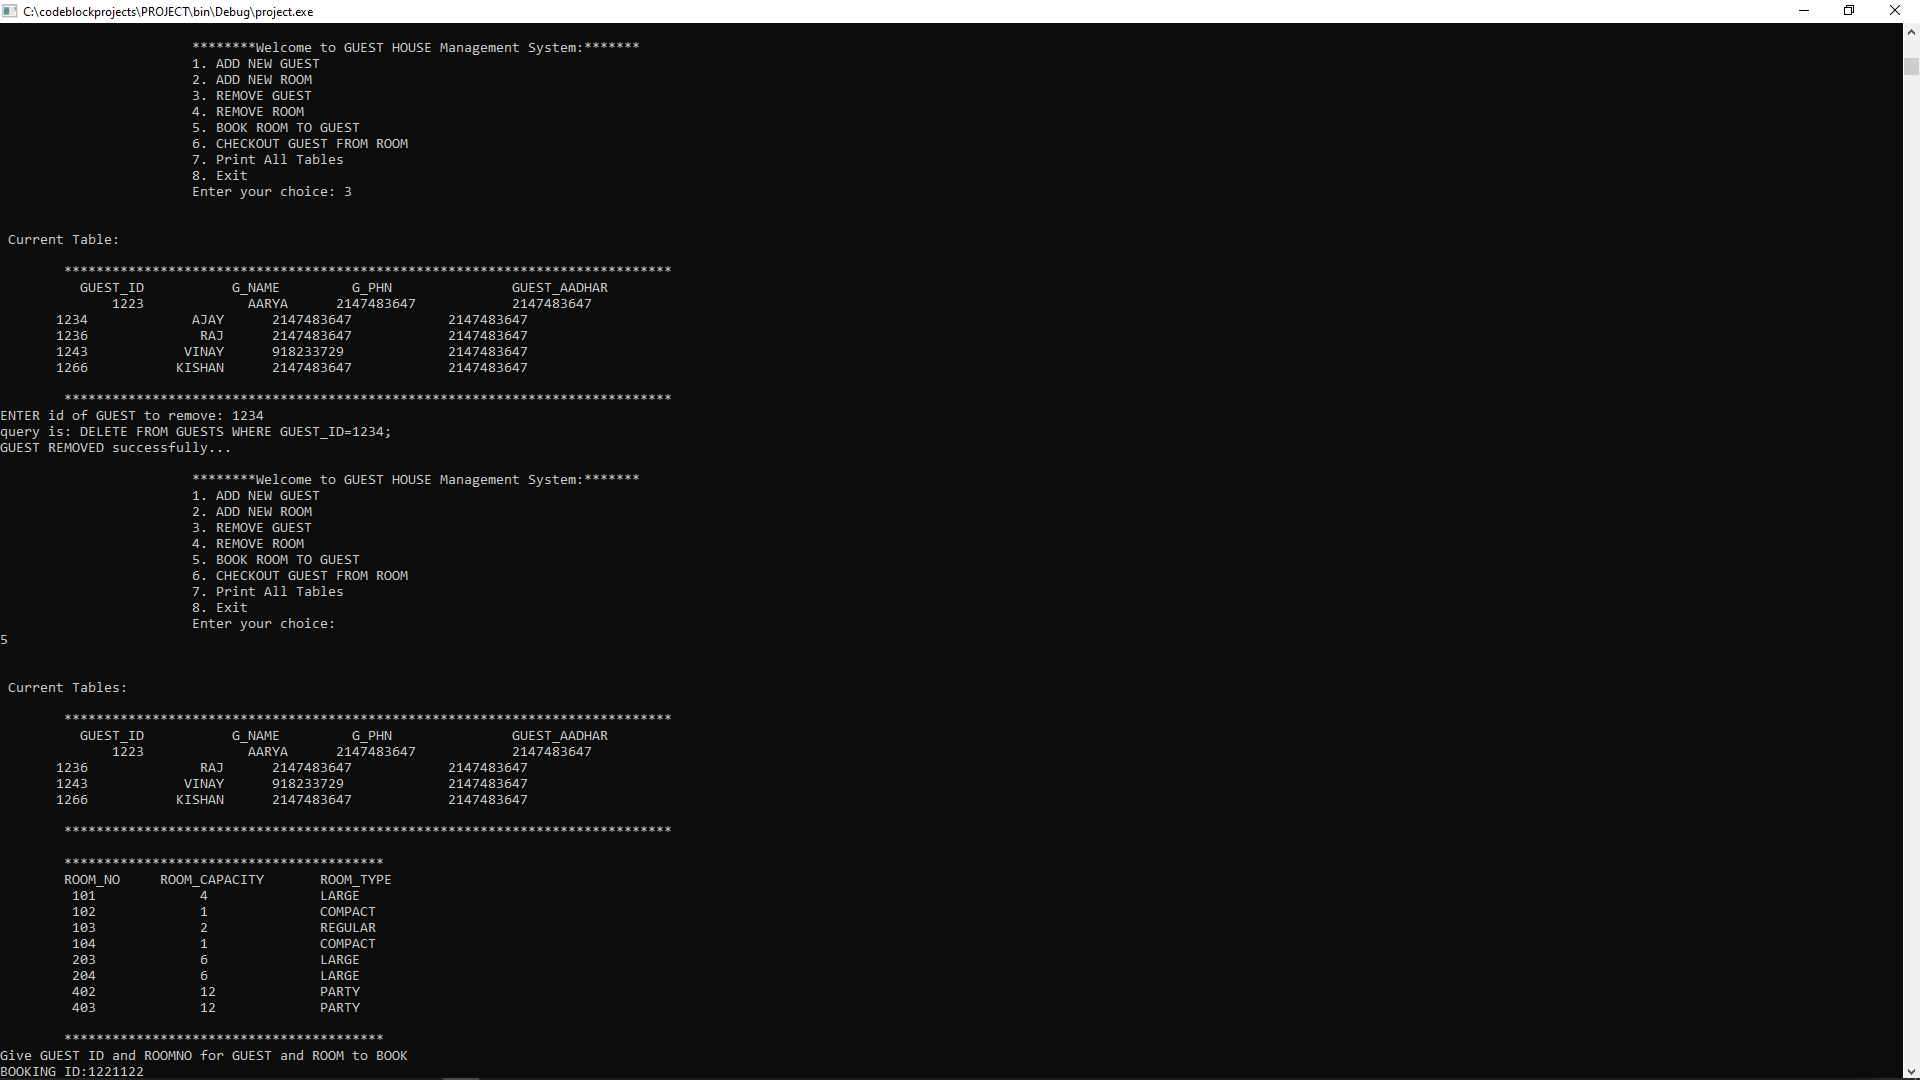 C:\codeblockprojects\PROJECT\bin\Debug\project.exe
********Welcome to GUEST HOUSE Management System:*******
1. ADD NEW GUEST
2. ADD NEW ROOM
3. REMOVE GUEST
4. REMOVE ROOM
5. BOOK ROOM TO GUEST
6. CHECKOUT GUEST FROM ROOM
7. Print All Tables
8. Exit
Enter your choice: 3
Current Table:
****************************************************************************
GUEST_ID G_NAME G_PHN GUEST_AADHAR
1223 AARYA 2147483647 2147483647
1234 AJAY 2147483647 2147483647
1236 RAJ 2147483647 2147483647
1243 VINAY 918233729 2147483647
1266 KISHAN 2147483647 2147483647
****************************************************************************
ENTER id of GUEST to remove: 1234
query is: DELETE FROM GUESTS WHERE GUEST_ID=1234;
GUEST REMOVED successfully...
********Welcome to GUEST HOUSE Management System:*******
1. ADD NEW GUEST
2. ADD NEW ROOM
3. REMOVE GUEST
4. REMOVE ROOM
5. BOOK ROOM TO GUEST
6. CHECKOUT GUEST FROM ROOM
7. Print All Tables
8. Exit
Enter your choice:
5
Current Tables:
****************************************************************************
GUEST_ID G_NAME G_PHN GUEST_AADHAR
1223 AARYA 2147483647 2147483647
1236 RAJ 2147483647 2147483647
1243 VINAY 918233729 2147483647
1266 KISHAN 2147483647 2147483647
****************************************************************************
****************************************
ROOM_NO ROOM_CAPACITY ROOM_TYPE
101 4 LARGE
102 1 COMPACT
103 2 REGULAR
104 1 COMPACT
203 6 LARGE
204 6 LARGE
402 12 PARTY
403 12 PARTY
****************************************
Give GUEST ID and ROOMNO for GUEST and ROOM to BOOK
BOOKING ID:1221122